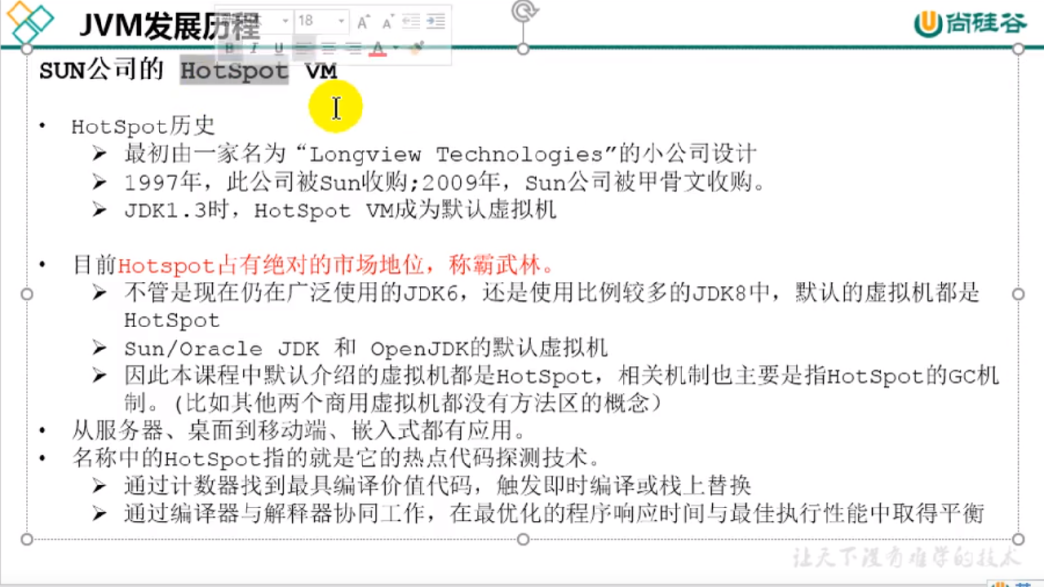 JVM发展历程
18
B I U A
尚硅谷
SUN公司的 HotSpot VM
• HotSpot历史
➢ 最初由一家名为“Longview Technologies”的小公司设计
➢ 1997年，此公司被Sun收购;2009年，Sun公司被甲骨文收购。
➢ JDK1.3时，HotSpot VM成为默认虚拟机
• 目前Hotspot占有绝对的市场地位，称霸武林。
➢ 不管是现在仍在广泛使用的JDK6，还是使用比例较多的JDK8中，默认的虚拟机都是
HotSpot
➢ Sun/Oracle JDK 和 OpenJDK的默认虚拟机
➢ 因此本课程中默认介绍的虚拟机都是HotSpot，相关机制也主要是指HotSpot的GC机
制。(比如其他两个商用虚拟机都没有方法区的概念)
• 从服务器、桌面到移动端、嵌入式都有应用。
• 名称中的HotSpot指的就是它的热点代码探测技术。
➢ 通过计数器找到最具编译价值代码，触发即时编译或栈上替换
➢ 通过编译器与解释器协同工作，在最优化的程序响应时间与最佳执行性能中取得平衡
让天下没有难学的技术